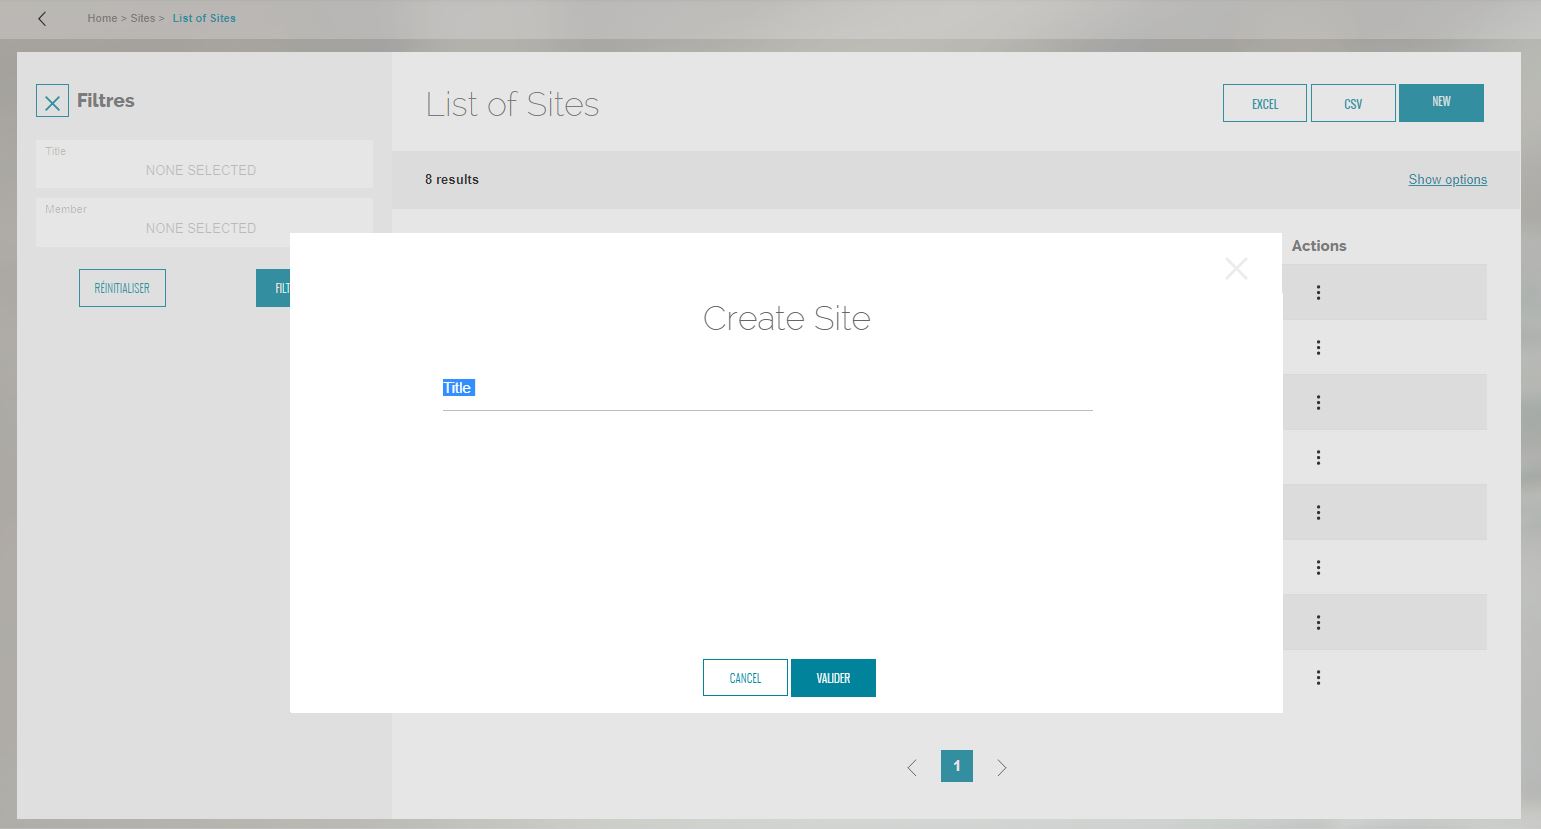 Home > Sites > List of Sites
Filtres
List of Sites
EXCEL
CSV
NEW
Title
NONE SELECTED
8 results
Show options
Member
NONE SELECTED
Actions
RÉINITIALISER
FILT
Create Site
Title
CANCEL
VALIDER
1